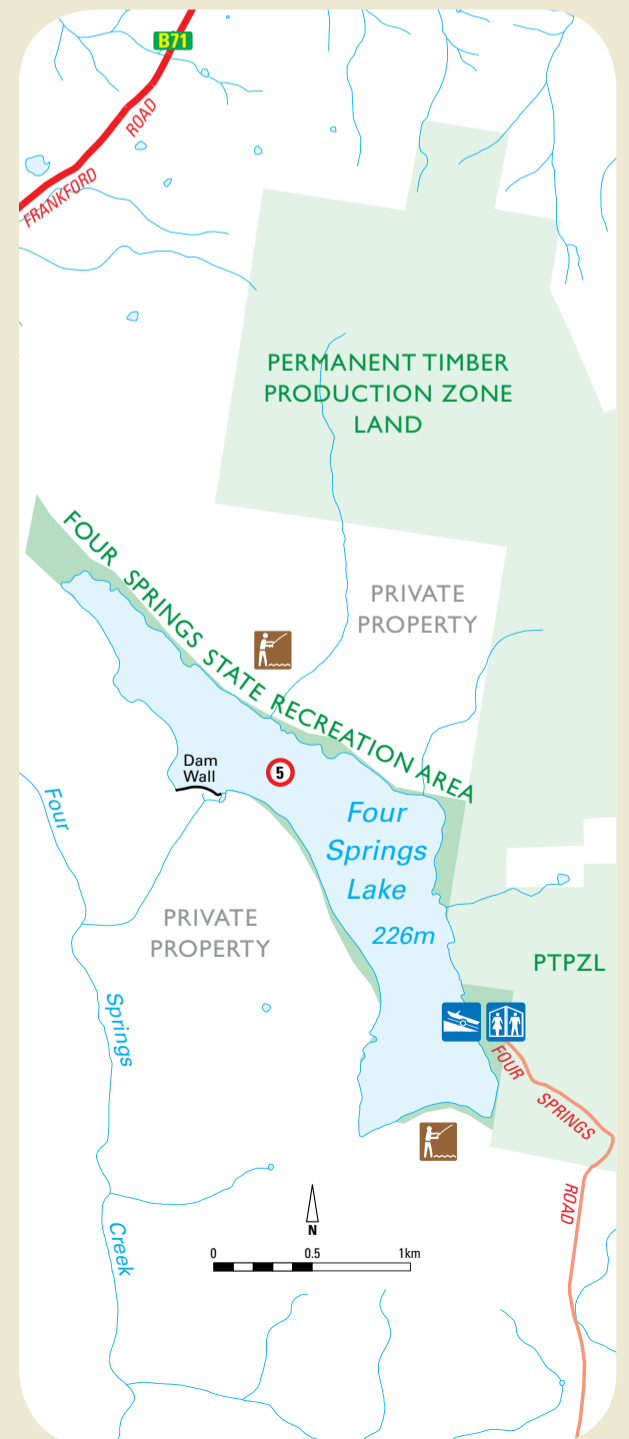 B71
FRANKFORD ROAD
PERMANENT TIMBER
PRODUCTION ZONE
LAND
FOUR SPRINGS STATE RECREATION AREA
PRIVATE
PROPERTY
Dam
Wall
5
Four
Springs
Lake
226m
Four Springs Creek
PRIVATE
PROPERTY
PTPZL
FOUR SPRINGS ROAD
N
0 0.5 1km